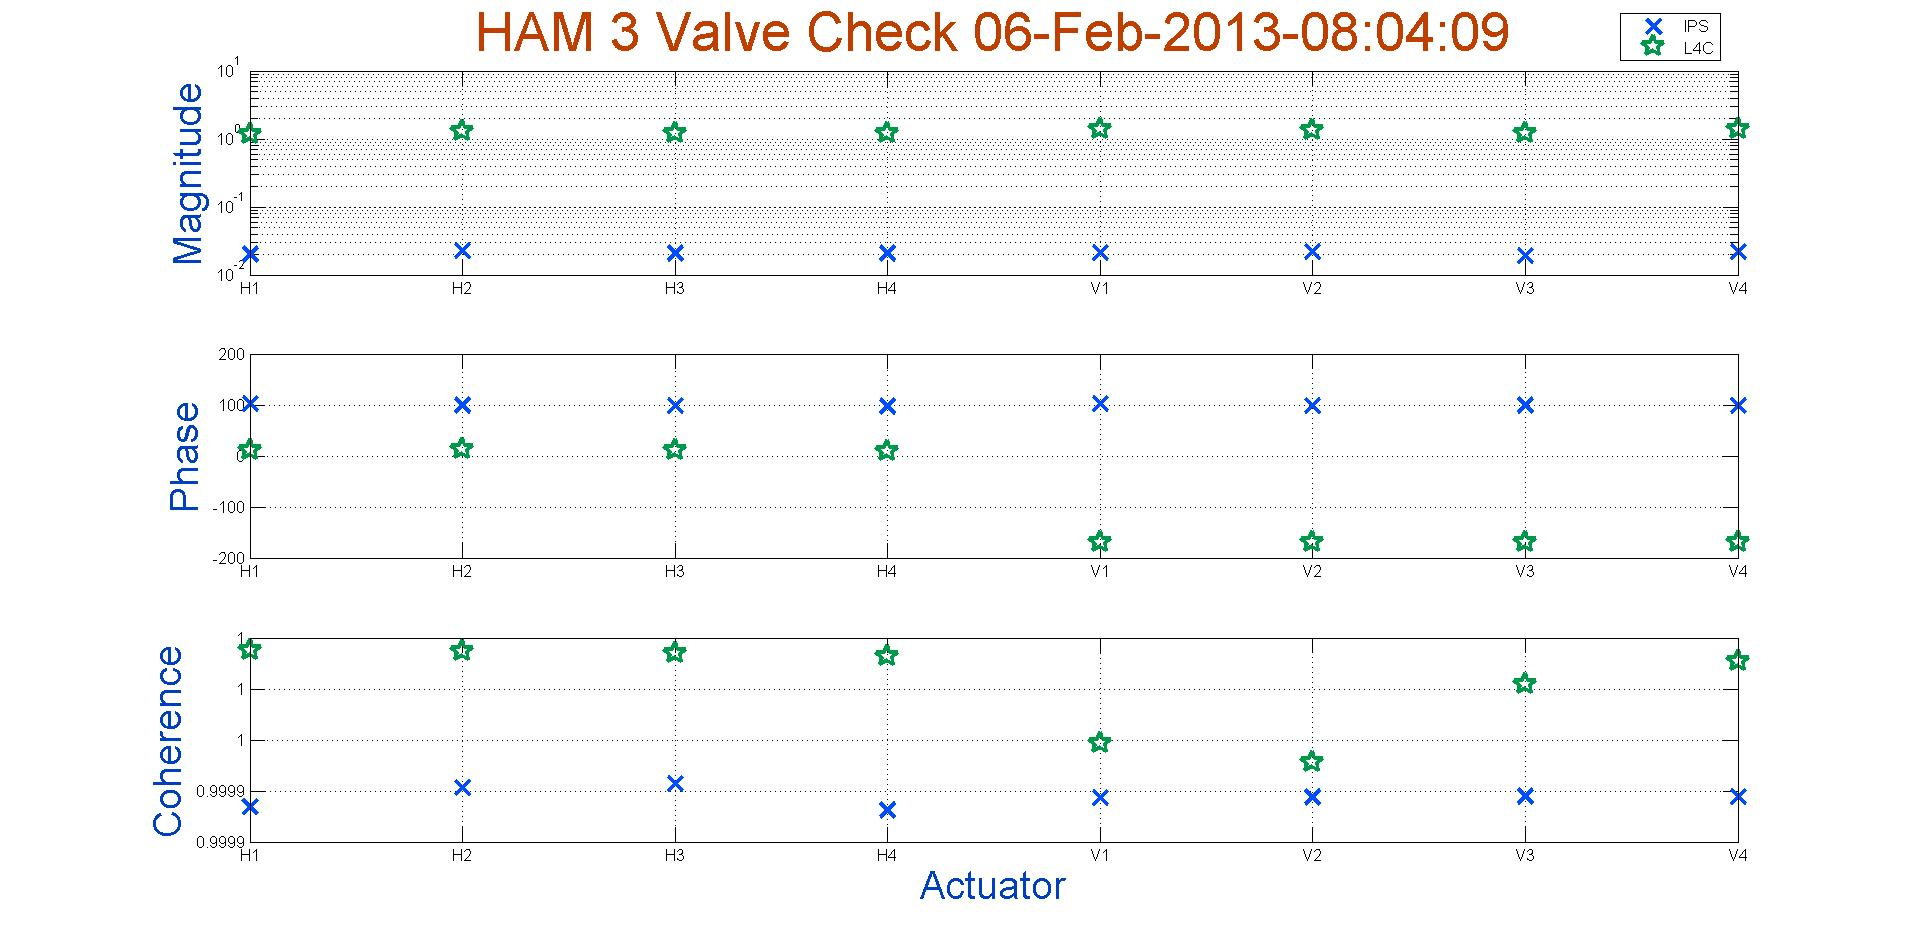 HAM 3 Valve Check 06-Feb-2013-08:04:09
IPS
L4C
Magnitude
10^1
10^0
10^-1
10^-2
H1 H2 H3 H4 V1 V2 V3 V4
Phase
200
100
0
-100
-200
H1 H2 H3 H4 V1 V2 V3 V4
Coherence
1
1
1
0.9999
0.9999
H1 H2 H3 H4 V1 V2 V3 V4
Actuator